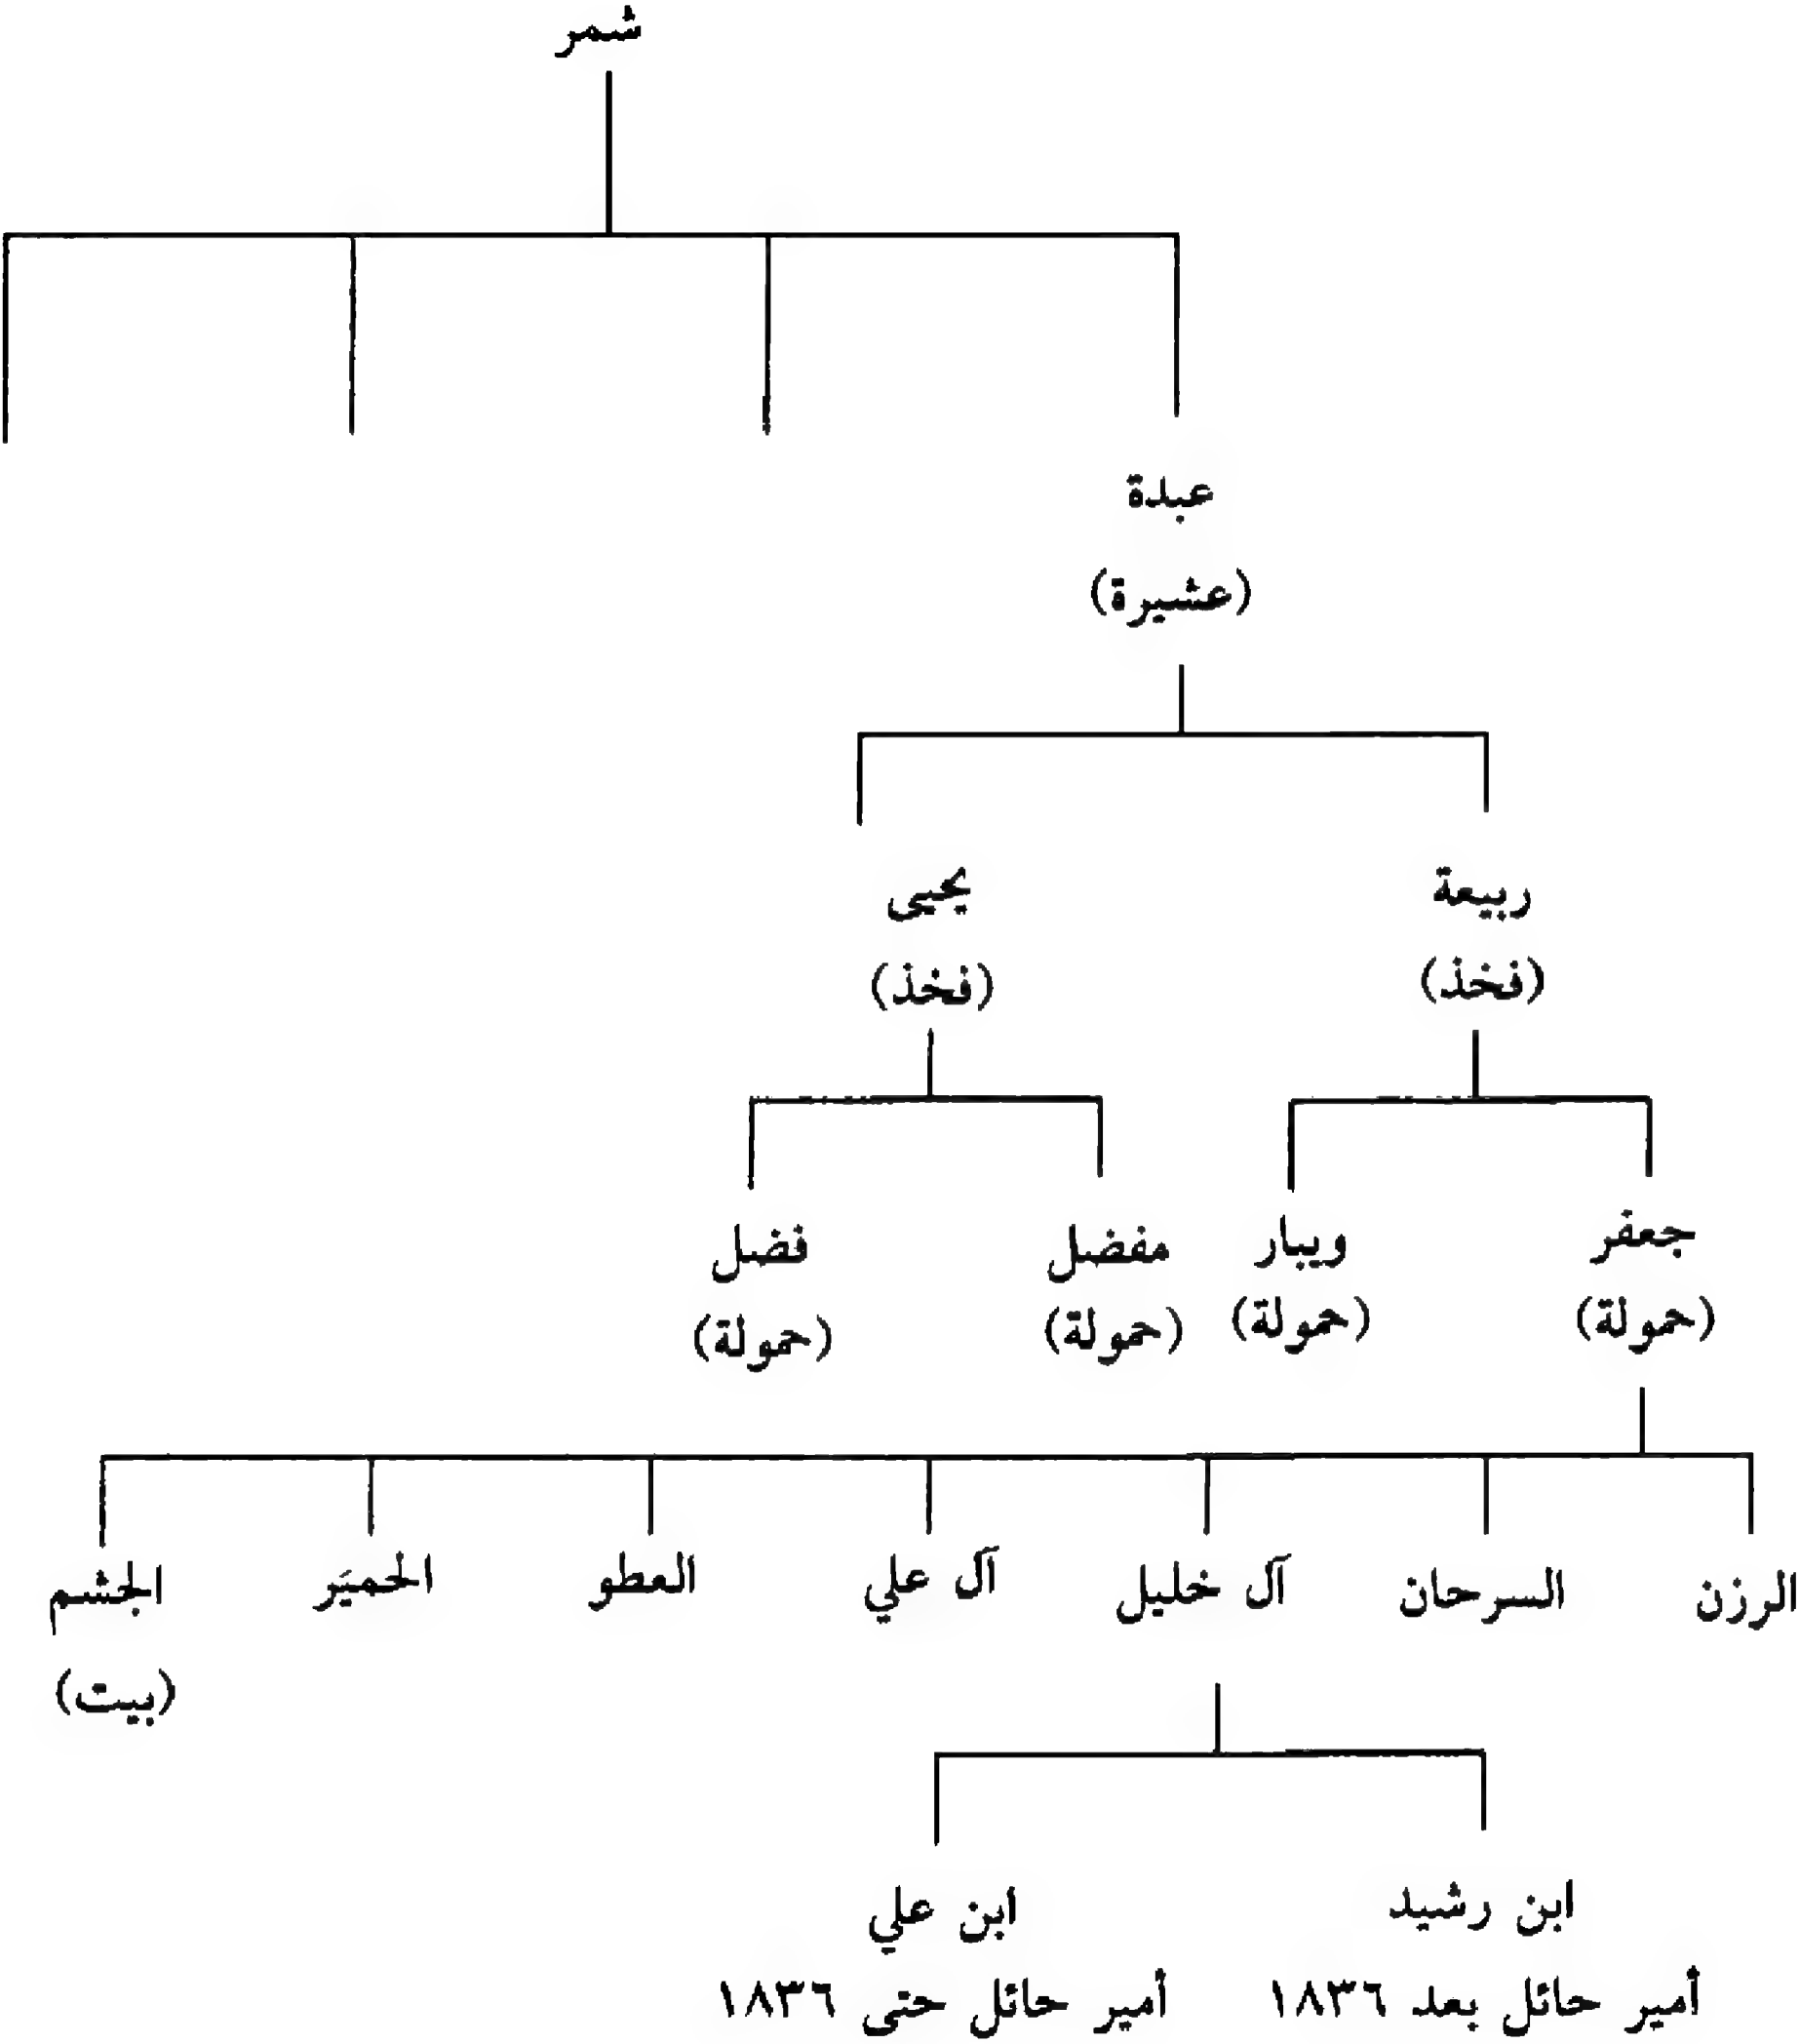 شمر
عبدة
(عشيرة)
ربيعة يحيى
(فخذ) (فخذ)
جعفر ويبار مفضل فضل
(حمولة) (حمولة) (حمولة) (حمولة)
الرزن السرحان آل خليل آل علي العطو الحميَر الجشم
(بيت)
ابن رشيد ابن علي
أمير حائل بعد ١٨٣٦ أمير حائل حتى ١٨٣٦